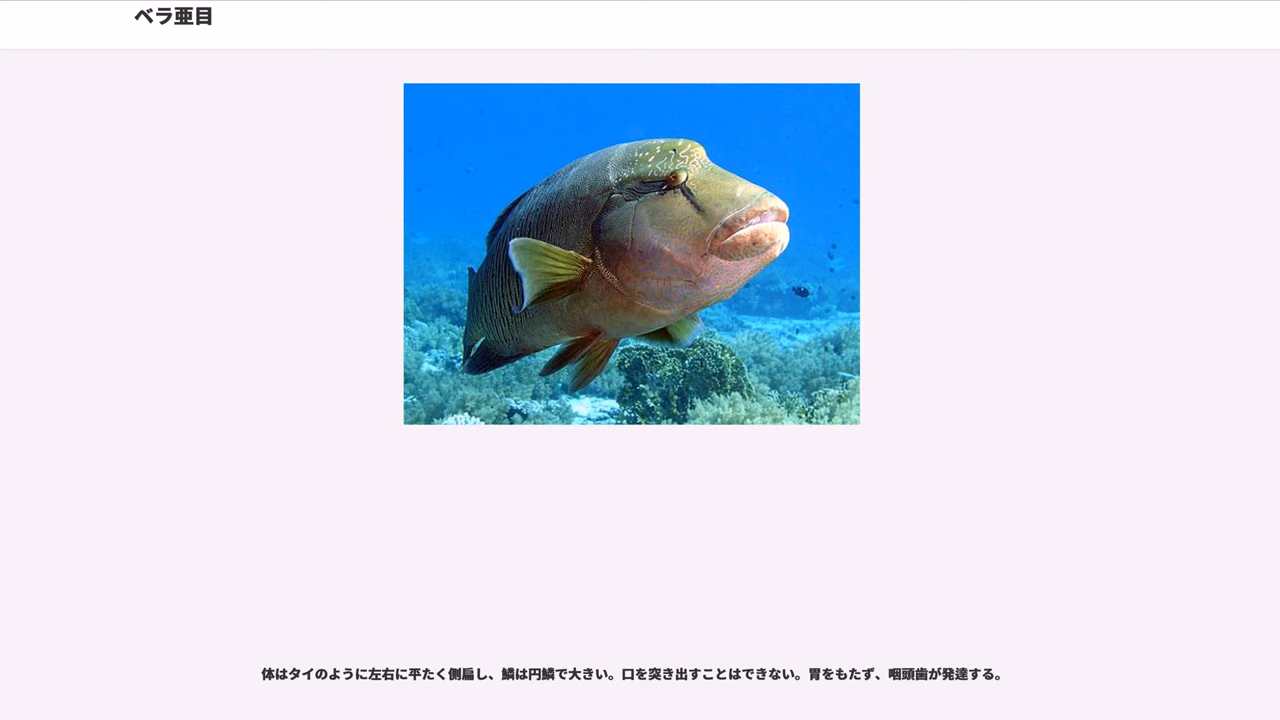 ベラ亜目
体はタイのように左右に平たく側扁し、鱗は円鱗で大きい。口を突き出すことはできない。胃をもたず、咽頭歯が発達する。